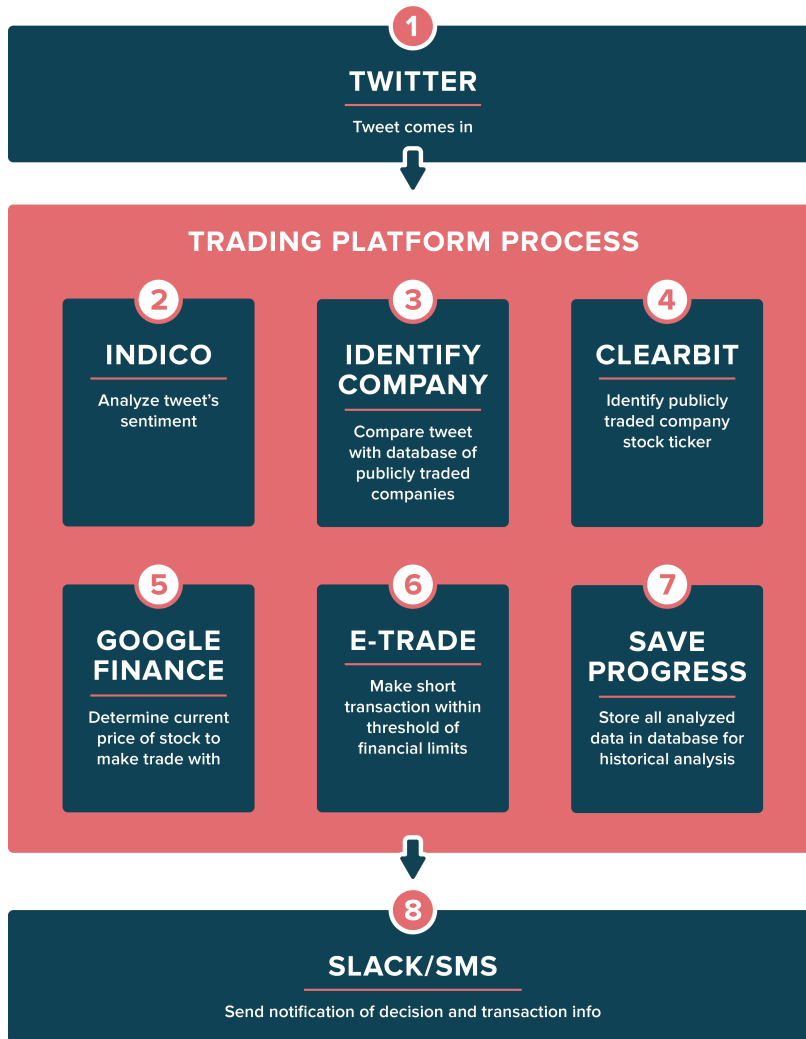 1
TWITTER
Tweet comes in
TRADING PLATFORM PROCESS
2
INDICO
Analyze tweet’s
sentiment
3
IDENTIFY
COMPANY
Compare tweet
with database of
publicly traded
companies
4
CLEARBIT
Identify publicly
traded company
stock ticker
5
GOOGLE
FINANCE
Determine current
price of stock to
make trade with
6
E-TRADE
Make short
transaction within
threshold of
financial limits
7
SAVE
PROGRESS
Store all analyzed
data in database for
historical analysis
8
SLACK/SMS
Send notification of decision and transaction info